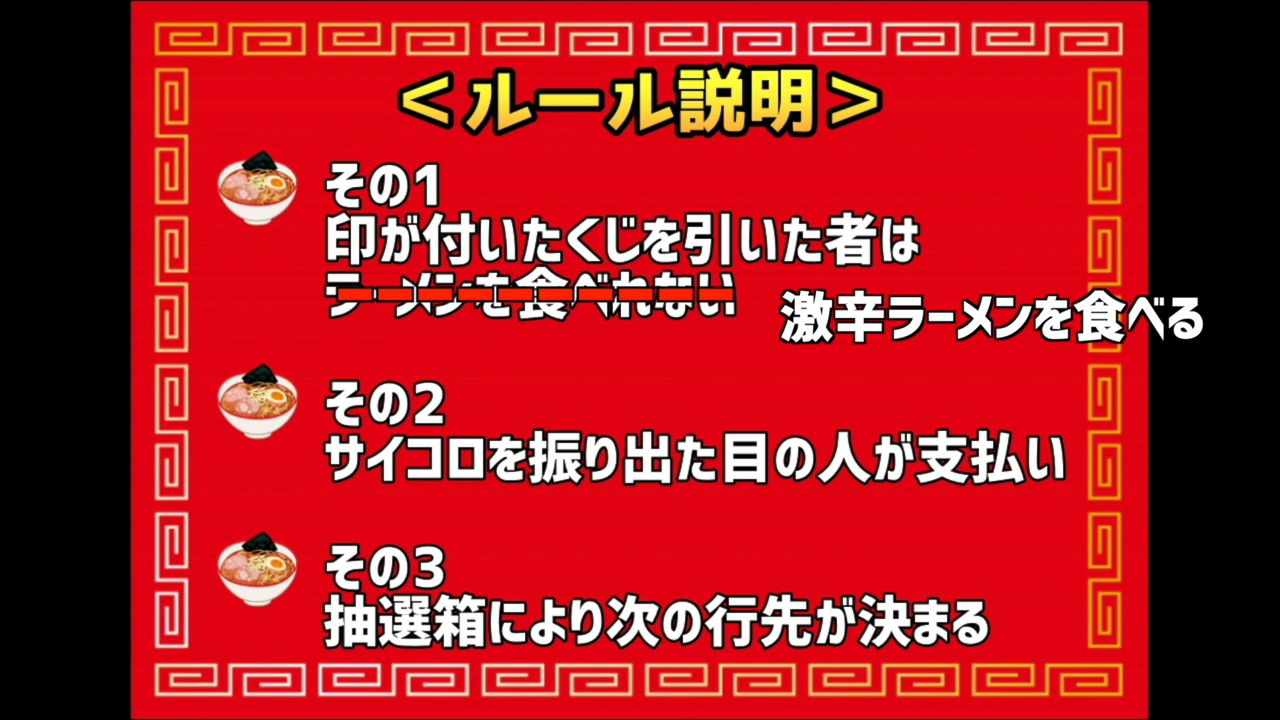 ＜ルール説明＞
その1
印が付いたくじを引いた者は
ラーメンを食べれない
激辛ラーメンを食べる
その2
サイコロを振り出た目の人が支払い
その3
抽選箱により次の行先が決まる